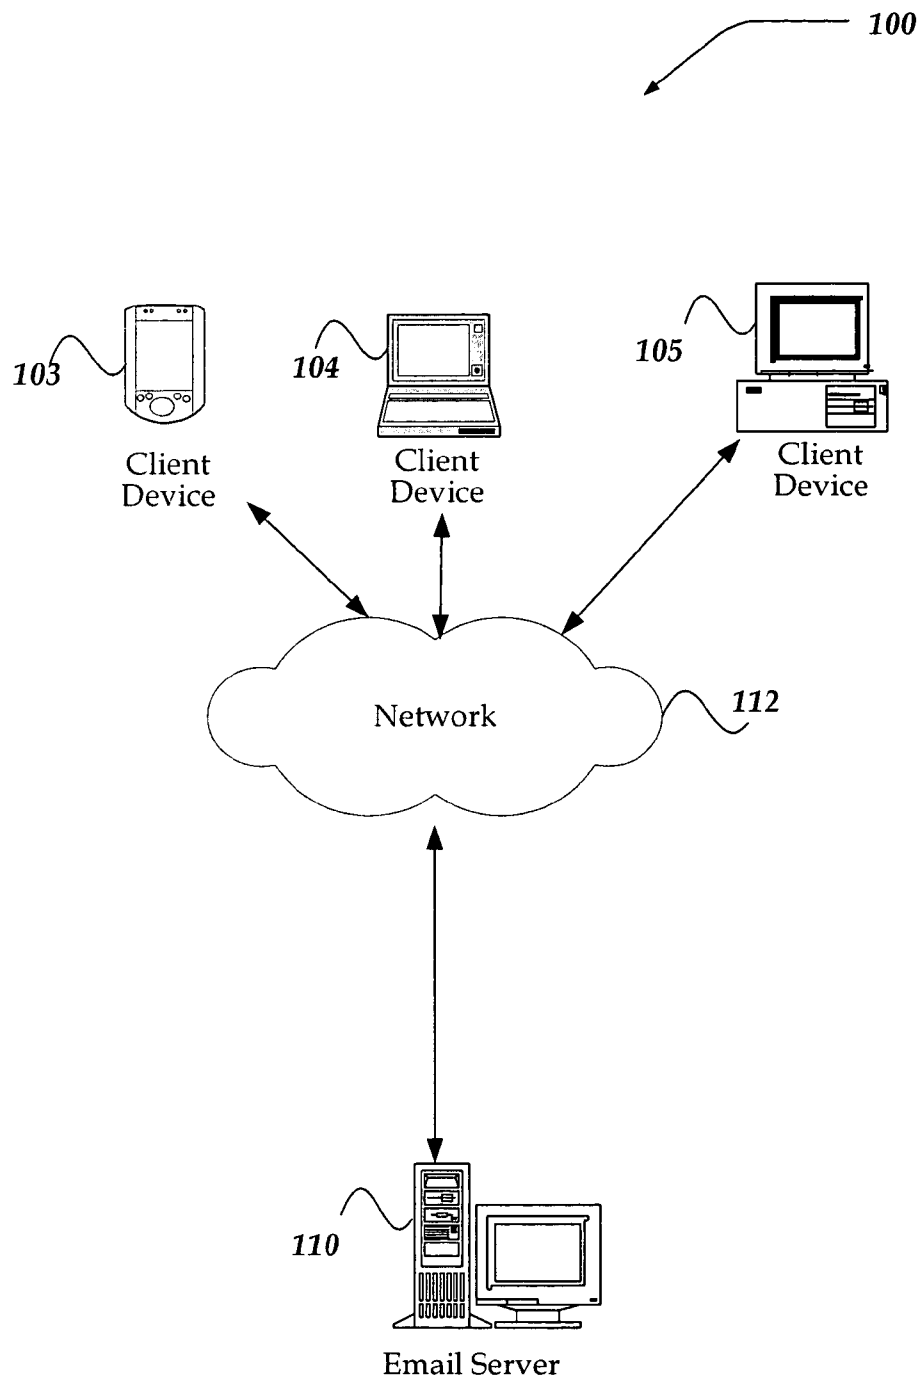 100
103
104
105
Client
Device
Client
Device
Client
Device
Network
112
110
Email Server